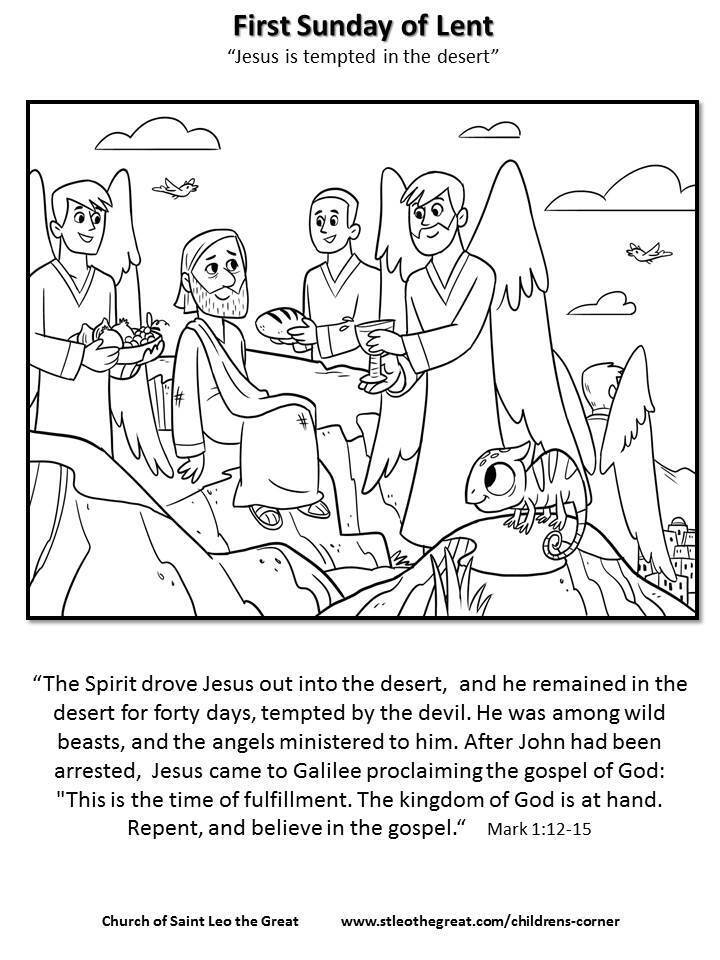 First Sunday of Lent
“Jesus is tempted in the desert”
“The Spirit drove Jesus out into the desert, and he remained in the
desert for forty days, tempted by the devil. He was among wild
beasts, and the angels ministered to him. After John had been
arrested, Jesus came to Galilee proclaiming the gospel of God:
"This is the time of fulfillment. The kingdom of God is at hand.
Repent, and believe in the gospel.“ Mark 1:12-15
Church of Saint Leo the Great www.stleothegreat.com/childrens-corner